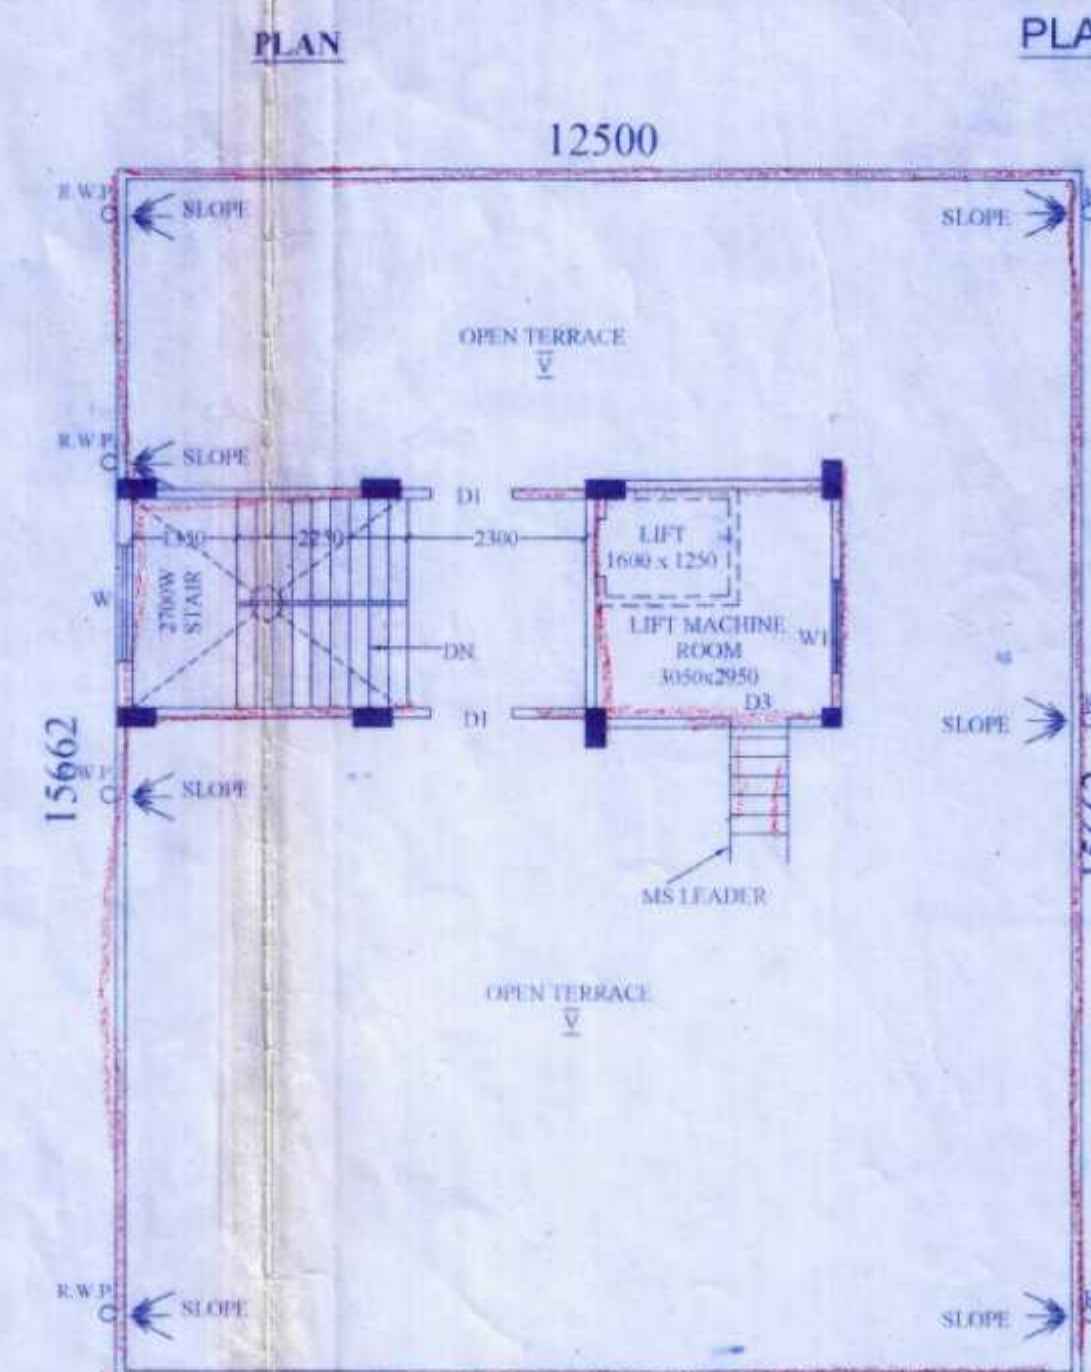 PLAN
PLA
12500
R.W.P
SLOPE
SLOPE
OPEN TERRACE
V
R.W.P
SLOPE
D1
1350
2250
2300
LIFT
1600 x 1250
W
2700W
STAIR
LIFT MACHINE
ROOM
3050x2950
W1
DN
D3
D1
SLOPE
15662
W.P
SLOPE
MS LEADER
OPEN TERRACE
V
R.W.P
SLOPE
SLOPE